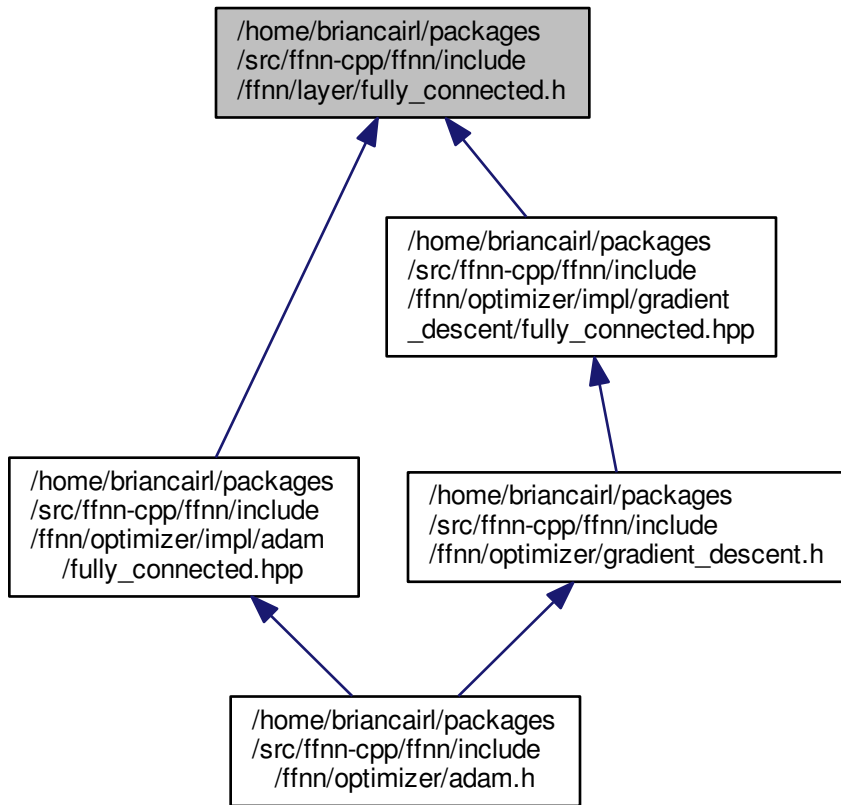 /home/briancairl/packages
/src/ffnn-cpp/ffnn/include
/ffnn/layer/fully_connected.h
/home/briancairl/packages
/src/ffnn-cpp/ffnn/include
/ffnn/optimizer/impl/gradient
_descent/fully_connected.hpp
/home/briancairl/packages
/src/ffnn-cpp/ffnn/include
/ffnn/optimizer/impl/adam
/fully_connected.hpp
/home/briancairl/packages
/src/ffnn-cpp/ffnn/include
/ffnn/optimizer/gradient_descent.h
/home/briancairl/packages
/src/ffnn-cpp/ffnn/include
/ffnn/optimizer/adam.h